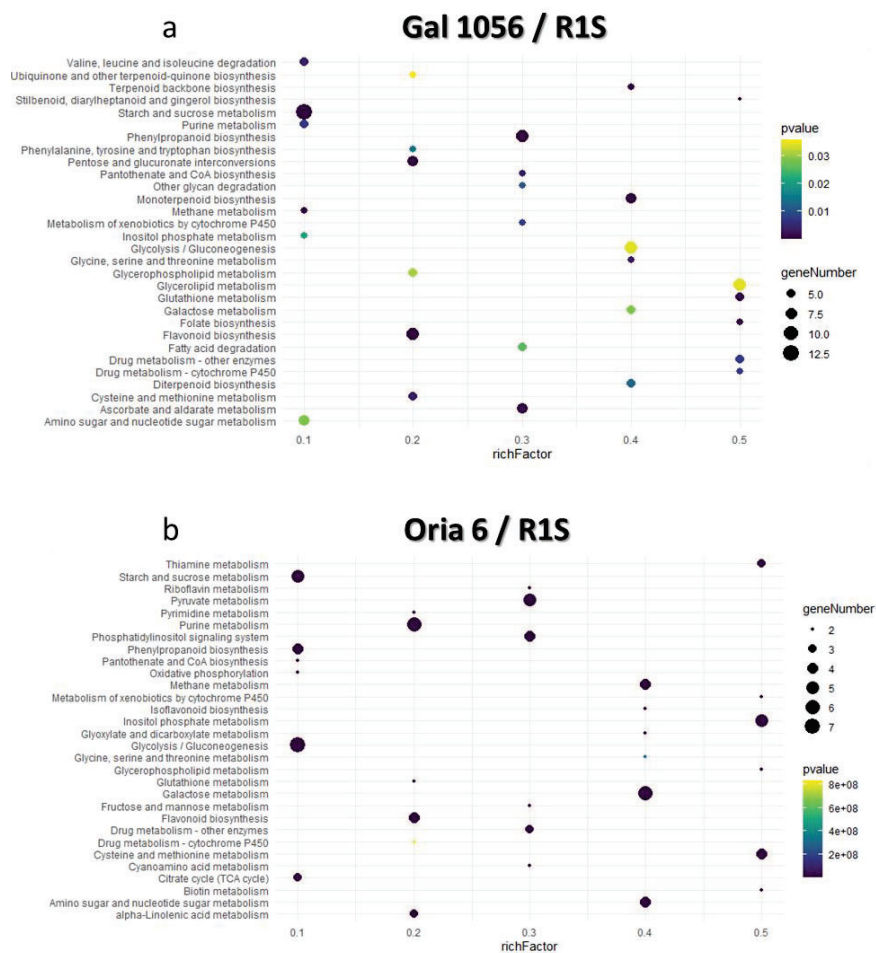 a
Gal 1056 / R1S
Valine, leucine and isoleucine degradation
Ubiquinone and other terpenoid-quinone biosynthesis
Terpenoid backbone biosynthesis
Stilbenoid, diarylheptanoid and gingerol biosynthesis
Starch and sucrose metabolism
Purine metabolism
Phenylpropanoid biosynthesis
Phenylalanine, tyrosine and tryptophan biosynthesis
Pentose and glucuronate interconversions
Pantothenate and CoA biosynthesis
Other glycan degradation
Monoterpenoid biosynthesis
Methane metabolism
Metabolism of xenobiotics by cytochrome P450
Inositol phosphate metabolism
Glycolysis / Gluconeogenesis
Glycine, serine and threonine metabolism
Glycerophospholipid metabolism
Glycerolipid metabolism
Glutathione metabolism
Galactose metabolism
Folate biosynthesis
Flavonoid biosynthesis
Fatty acid degradation
Drug metabolism - other enzymes
Drug metabolism - cytochrome P450
Diterpenoid biosynthesis
Cysteine and methionine metabolism
Ascorbate and aldarate metabolism
Amino sugar and nucleotide sugar metabolism
0.1 0.2 0.3 0.4 0.5
richFactor
pvalue
0.03
0.02
0.01
geneNumber
5.0
7.5
10.0
12.5
b
Oria 6 / R1S
Thiamine metabolism
Starch and sucrose metabolism
Riboflavin metabolism
Pyruvate metabolism
Pyrimidine metabolism
Purine metabolism
Phosphatidylinositol signaling system
Phenylpropanoid biosynthesis
Pantothenate and CoA biosynthesis
Oxidative phosphorylation
Methane metabolism
Metabolism of xenobiotics by cytochrome P450
Isoflavonoid biosynthesis
Inositol phosphate metabolism
Glyoxylate and dicarboxylate metabolism
Glycolysis / Gluconeogenesis
Glycine, serine and threonine metabolism
Glycerophospholipid metabolism
Glutathione metabolism
Galactose metabolism
Fructose and mannose metabolism
Flavonoid biosynthesis
Drug metabolism - other enzymes
Drug metabolism - cytochrome P450
Cysteine and methionine metabolism
Cyanoamino acid metabolism
Citrate cycle (TCA cycle)
Biotin metabolism
Amino sugar and nucleotide sugar metabolism
alpha-Linolenic acid metabolism
0.1 0.2 0.3 0.4 0.5
richFactor
geneNumber
2
3
4
5
6
7
pvalue
8e+08
6e+08
4e+08
2e+08